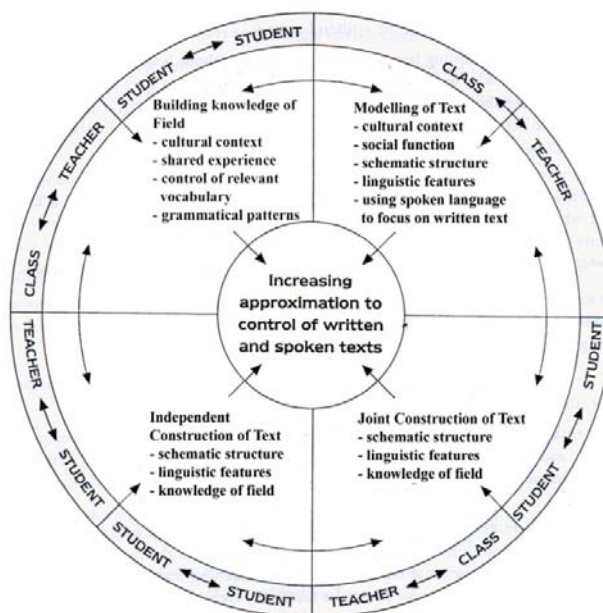 STUDENT
STUDENT
TEACHER
CLASS
CLASS
TEACHER
Building knowledge of
Field
- cultural context
- shared experience
- control of relevant
vocabulary
- grammatical patterns
Modelling of Text
- cultural context
- social function
- schematic structure
- linguistic features
- using spoken language
to focus on written text
Increasing
approximation to
control of written
and spoken texts
Independent
Construction of Text
- schematic structure
- linguistic features
- knowledge of field
Joint Construction of Text
- schematic structure
- linguistic features
- knowledge of field
TEACHER
STUDENT
STUDENT
STUDENT
TEACHER
CLASS
STUDENT
STUDENT